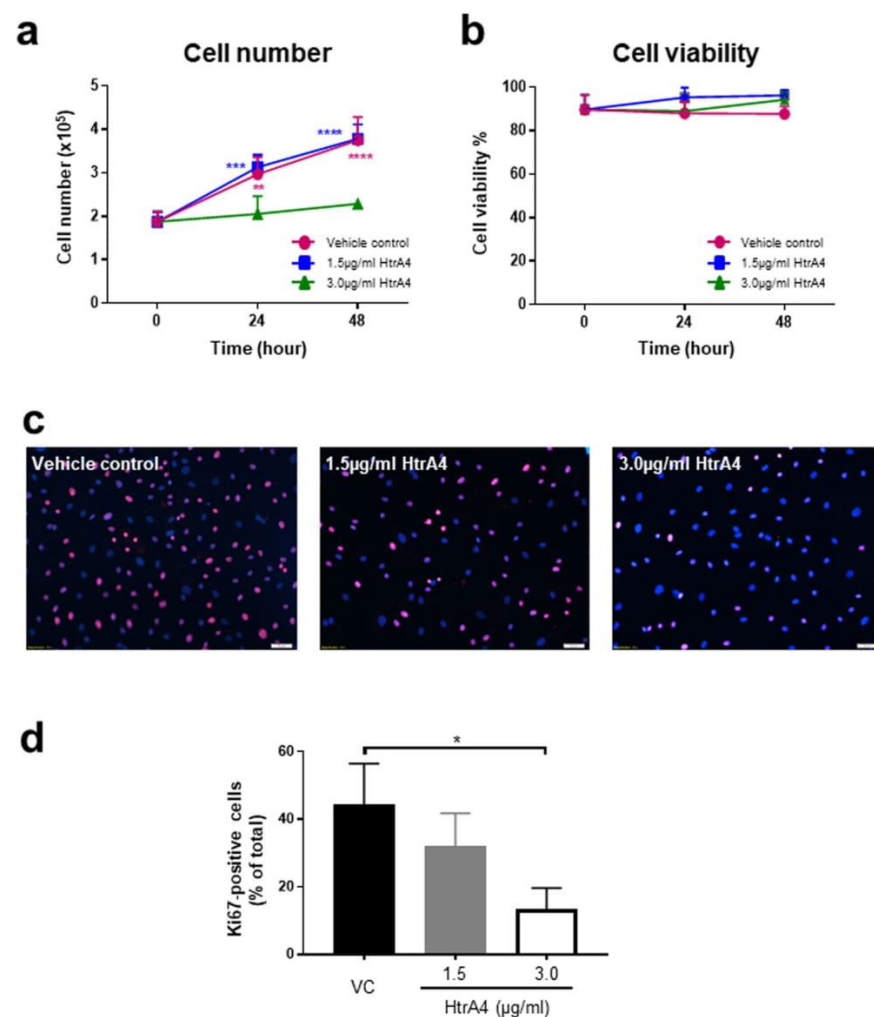 a
Cell number
5
4
3
2
1
0
Cell number (x10⁵)
***
****
**
****
Vehicle control
1.5µg/ml HtrA4
3.0µg/ml HtrA4
0 24 48
Time (hour)
b
Cell viability
100
80
60
40
20
0
Cell viability %
Vehicle control
1.5µg/ml HtrA4
3.0µg/ml HtrA4
0 24 48
Time (hour)
c
Vehicle control
1.5µg/ml HtrA4
3.0µg/ml HtrA4
d
60
40
20
0
Ki67-positive cells
(% of total)
*
VC
1.5 3.0
HtrA4 (µg/ml)